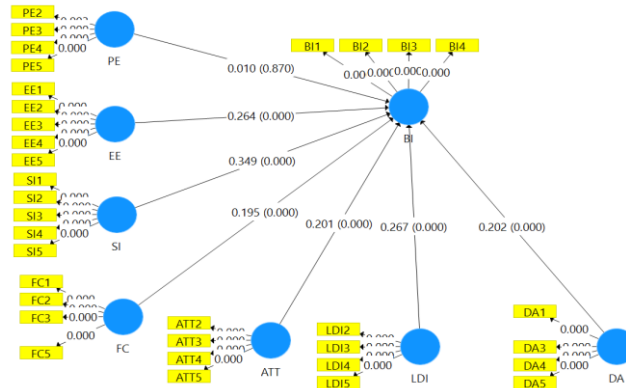 PE2
PE3
PE4
PE5
0.000
PE
EE1
EE2
EE3
EE4
EE5
0.000
EE
SI1
SI2
SI3
SI4
SI5
0.000
SI
FC1
FC2
FC3
FC5
0.000
0.000
FC
ATT2
ATT3
ATT4
ATT5
0.000
ATT
LDI2
LDI3
LDI4
LDI5
0.000
LDI
DA1
DA3
DA4
DA5
0.000
0.000
DA
BI1
BI2
BI3
BI4
BI
0.010 (0.870)
0.264 (0.000)
0.349 (0.000)
0.195 (0.000)
0.201 (0.000)
0.267 (0.000)
0.202 (0.000)